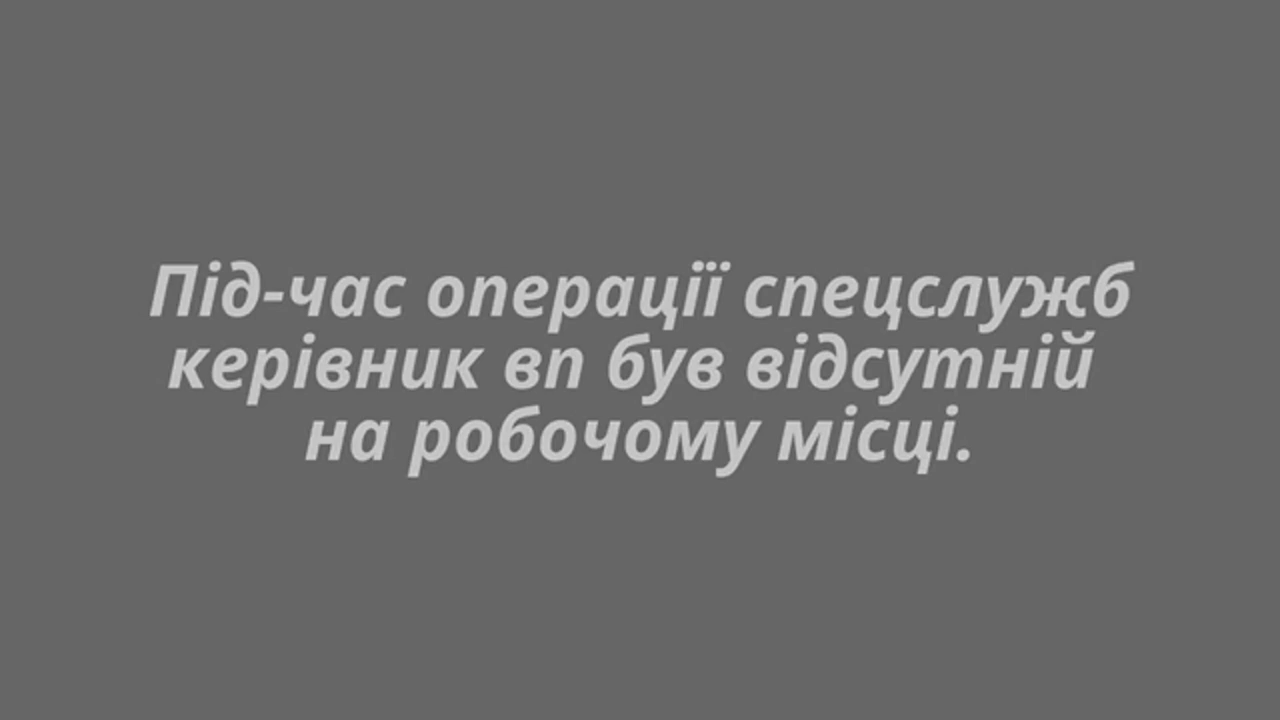 Під-час операції спецслужб
керівник вп був відсутній
на робочому місці.